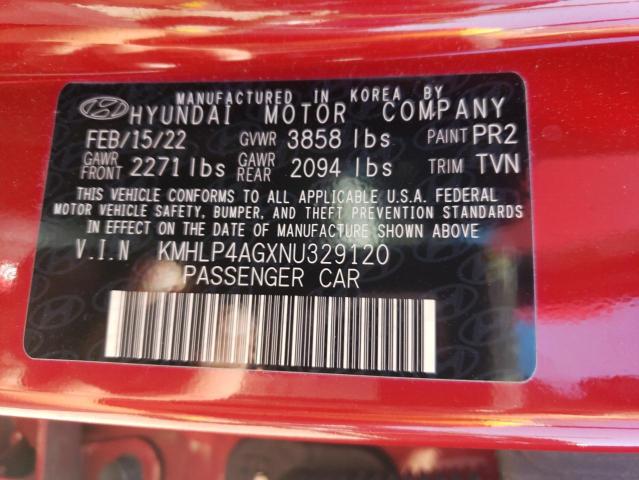 MANUFACTURED IN KOREA BY
HYUNDAI MOTOR COMPANY
FEB/15/22 GVWR 3858 lbs PAINT PR2
GAWR FRONT 2271 lbs GAWR REAR 2094 lbs TRIM TVN
THIS VEHICLE CONFORMS TO ALL APPLICABLE U.S.A. FEDERAL
MOTOR VEHICLE SAFETY, BUMPER, AND THEFT PREVENTION STANDARDS
IN EFFECT ON THE DATE OF MANUFACTURE SHOWN ABOVE
V.I.N KMHLP4AGXNU329120
PASSENGER CAR